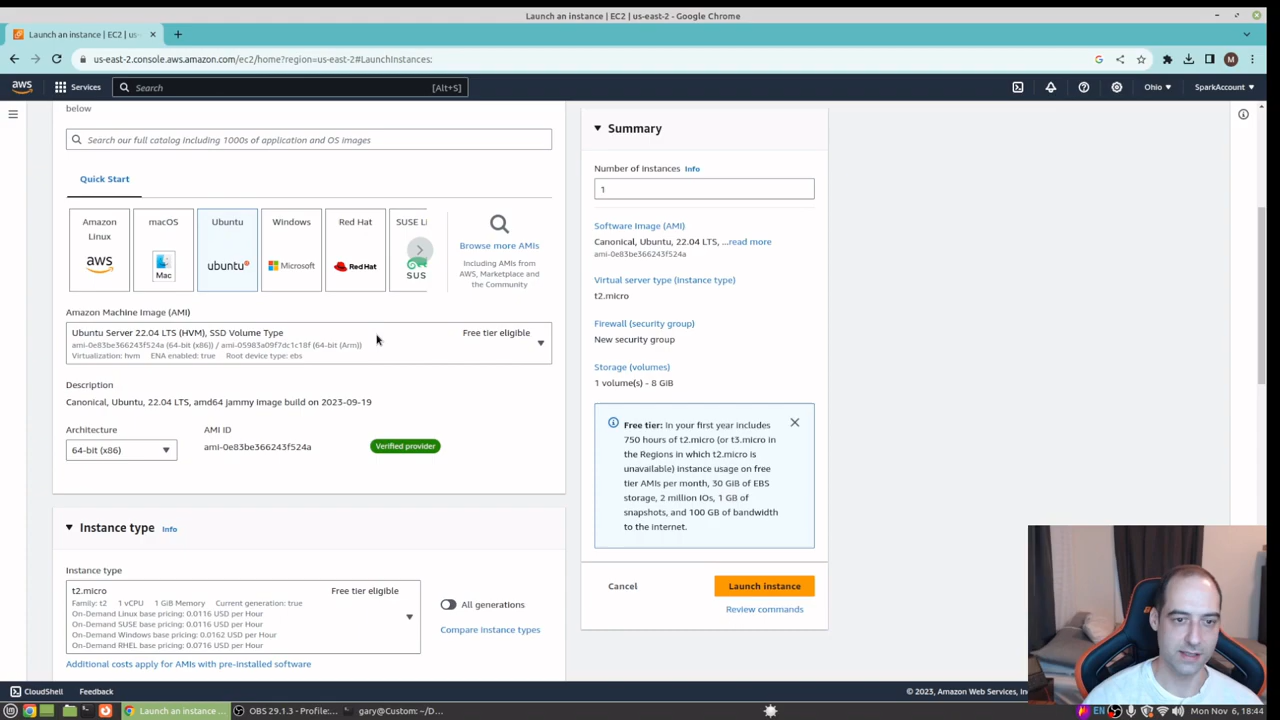 Launch an instance | EC2 | us-east-2 - Google Chrome
Launch an instance | EC2 | us-
us-east-2.console.aws.amazon.com/ec2/home?region=us-east-2#LaunchInstances:
M
aws
Services
Search
[Alt+S]
Ohio
SparkAccount
below
Search our full catalog including 1000s of application and OS images
Quick Start
Amazon
Linux
aws
macOS
Mac
Ubuntu
ubuntu
Windows
Microsoft
Red Hat
Red Hat
SUSE Li
SUS
Browse more AMIs
Including AMIs from
AWS, Marketplace and
the Community
Amazon Machine Image (AMI)
Ubuntu Server 22.04 LTS (HVM), SSD Volume Type
Free tier eligible
ami-0e83be366243f524a (64-bit (x86)) / ami-05983a09f7dc1c18f (64-bit (Arm))
Virtualization: hvm ENA enabled: true Root device type: ebs
Description
Canonical, Ubuntu, 22.04 LTS, amd64 jammy image build on 2023-09-19
Architecture
AMI ID
64-bit (x86)
ami-0e83be366243f524a
Verified provider
Instance type
Info
Instance type
t2.micro
Free tier eligible
Family: t2 1 vCPU 1 GiB Memory Current generation: true
On-Demand Linux base pricing: 0.0116 USD per Hour
On-Demand SUSE base pricing: 0.0116 USD per Hour
On-Demand Windows base pricing: 0.0162 USD per Hour
On-Demand RHEL base pricing: 0.0716 USD per Hour
All generations
Compare instance types
Additional costs apply for AMIs with pre-installed software
Summary
Number of instances Info
1
Software Image (AMI)
Canonical, Ubuntu, 22.04 LTS, ...read more
ami-0e83be366243f524a
Virtual server type (instance type)
t2.micro
Firewall (security group)
New security group
Storage (volumes)
1 volume(s) - 8 GiB
Free tier: In your first year includes
750 hours of t2.micro (or t3.micro in
the Regions in which t2.micro is
unavailable) instance usage on free
tier AMIs per month, 30 GiB of EBS
storage, 2 million IOs, 1 GB of
snapshots, and 100 GB of bandwidth
to the internet.
Cancel
Launch instance
Review commands
CloudShell
Feedback
© 2023, Amazon Web Services, In
Launch an instance ...
OBS 29.1.3 - Profile:...
gary@Custom: ~/D...
EN
Mon Nov 6, 18:44